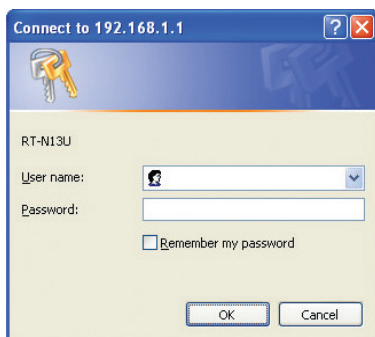 Connect to 192.168.1.1
RT-N13U
User name:
Password:
Remember my password
OK Cancel